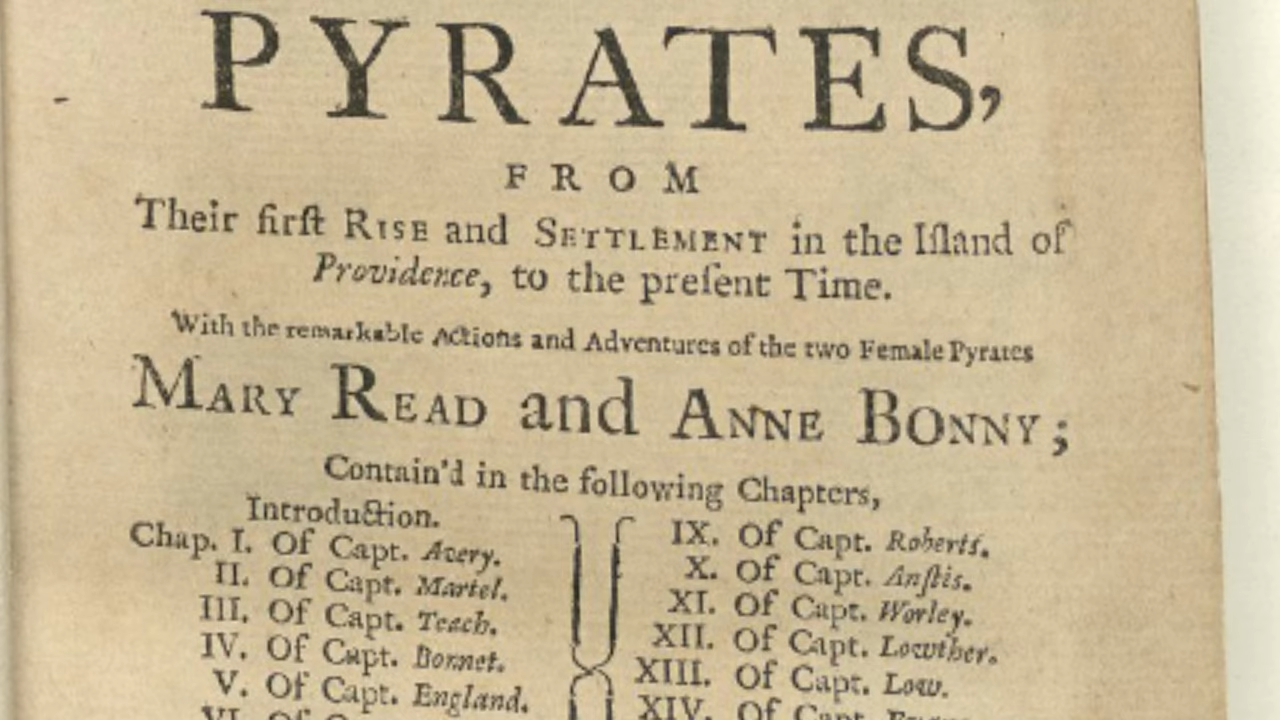 PYRATES,
FROM
Their firſt RISE and SETTLEMENT in the Iſland of
Providence, to the preſent Time.
With the remarkable Actions and Adventures of the two Female Pyrates
MARY READ and ANNE BONNY;
Contain'd in the following Chapters,
Introduction.
Chap. I. Of Capt. Avery.
II. Of Capt. Martel.
III. Of Capt. Teach.
IV. Of Capt. Bonnet.
V. Of Capt. England.
VI. Of
IX. Of Capt. Roberts.
X. Of Capt. Anſtis.
XI. Of Capt. Worley.
XII. Of Capt. Lowther.
XIII. Of Capt. Low.
XIV. Of Capt.